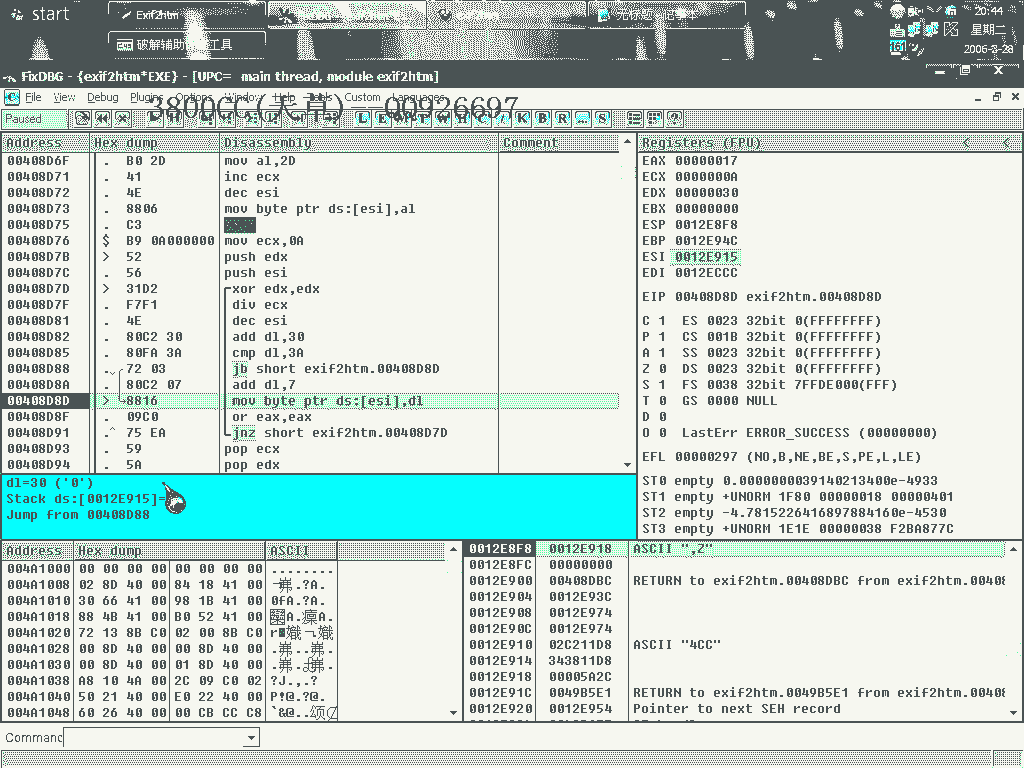 start
Exif2htm
无标题 - 记事本
20:44
破解辅助 工具
星期二
161
2006-3-28
FixDBG - {exif2htm*EXE} - [UPC= main thread, module exif2htm]
File View Debug Plugins Options Window Help Tools Custom Languages
3800CC(天 月) ==00926697
Paused
L E M T W H C / K B R ... S
Address Hex dump Disassembly Comment
00408D6F . B0 2D mov al,2D
00408D71 . 41 inc ecx
00408D72 . 4E dec esi
00408D73 . 8806 mov byte ptr ds:[esi],al
00408D75 . C3
00408D76 $ B9 0A000000 mov ecx,0A
00408D7B > 52 push edx
00408D7C . 56 push esi
00408D7D > 31D2 xor edx,edx
00408D7F . F7F1 div ecx
00408D81 . 4E dec esi
00408D82 . 80C2 30 add dl,30
00408D85 . 80FA 3A cmp dl,3A
00408D88 . 72 03 jb short exif2htm.00408D8D
00408D8A . 80C2 07 add dl,7
00408D8D > 8816 mov byte ptr ds:[esi],dl
00408D8F . 09C0 or eax,eax
00408D91 .^ 75 EA jnz short exif2htm.00408D7D
00408D93 . 59 pop ecx
00408D94 . 5A pop edx
dl=30 ('0')
Stack ds:[0012E915]=
Jump from 00408D88
Registers (FPU) < <
EAX 00000017
ECX 0000000A
EDX 00000030
EBX 00000000
ESP 0012E8F8
EBP 0012E94C
ESI 0012E915
EDI 0012ECCC
EIP 00408D8D exif2htm.00408D8D
C 1 ES 0023 32bit 0(FFFFFFFF)
P 1 CS 001B 32bit 0(FFFFFFFF)
A 1 SS 0023 32bit 0(FFFFFFFF)
Z 0 DS 0023 32bit 0(FFFFFFFF)
S 1 FS 0038 32bit 7FFDE000(FFF)
T 0 GS 0000 NULL
D 0
O 0 LastErr ERROR_SUCCESS (00000000)
EFL 00000297 (NO,B,NE,BE,S,PE,L,LE)
ST0 empty 0.0000000039140213400e-4933
ST1 empty +UNORM 1F80 00000018 00000401
ST2 empty -4.7815226416897884160e-4530
ST3 empty +UNORM 1E1E 00000038 F2BA877C
Address Hex dump ASCII
004A1000 00 00 00 00 00 00 00 00 ........
004A1008 02 8D 40 00 84 18 41 00 .?A.
004A1010 30 66 41 00 98 1B 41 00 0fA.?A.
004A1018 88 4B 41 00 B0 52 41 00
004A1020 72 13 8B C0 02 00 8B C0
004A1028 00 8D 40 00 00 8D 40 00
004A1030 00 8D 40 00 01 8D 40 00
004A1038 A8 10 4A 00 2C 09 C0 02 ?J.,.?
004A1040 50 21 40 00 E0 22 40 00 P!@.?@.
004A1048 60 26 40 00 00 CB CC C8 `&@..颂
0012E8F8 0012E918 ASCII ",Z"
0012E8FC 00000000
0012E900 00408DBC RETURN to exif2htm.00408DBC from exif2htm.0040
0012E904 0012E93C
0012E908 0012E974
0012E90C 0012E974
0012E910 02C211D8 ASCII "4CC"
0012E914 343811D8
0012E918 00005A2C
0012E91C 0049B5E1 RETURN to exif2htm.0049B5E1 from exif2htm.0040
0012E920 0012E954 Pointer to next SEH record
Command